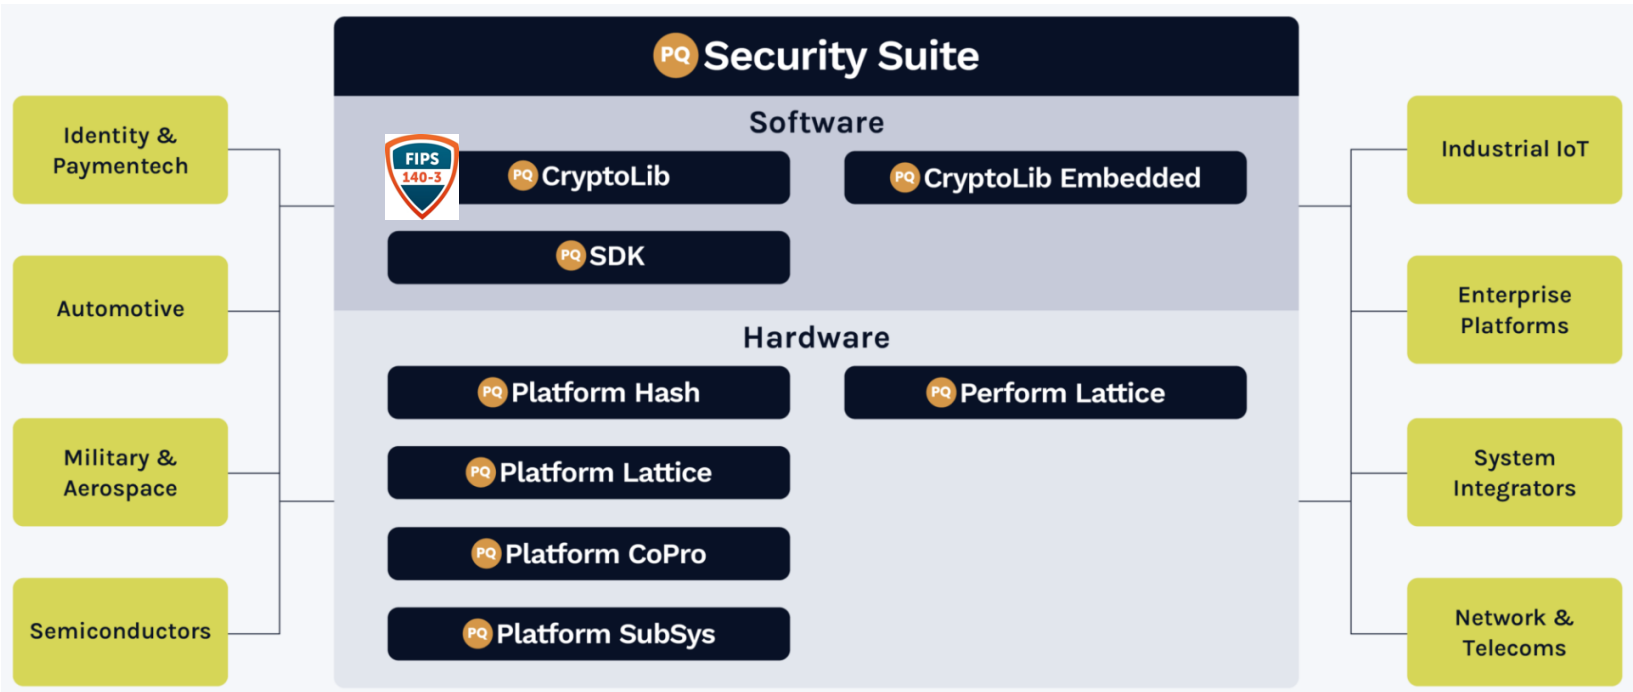 PQ Security Suite
Identity &
Paymentech
Automotive
Military &
Aerospace
Semiconductors
Software
FIPS
140-3
PQ CryptoLib
PQ CryptoLib Embedded
PQ SDK
Hardware
PQ Platform Hash
PQ Perform Lattice
PQ Platform Lattice
PQ Platform CoPro
PQ Platform SubSys
Industrial IoT
Enterprise
Platforms
System
Integrators
Network &
Telecoms